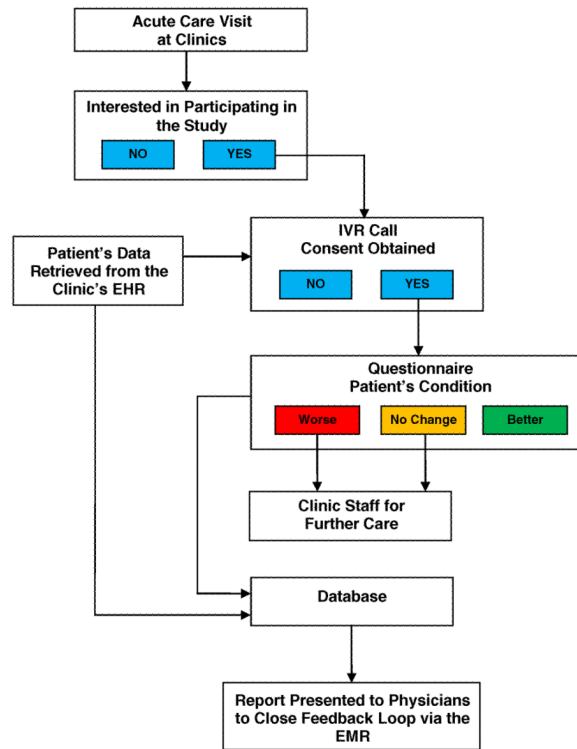 Acute Care Visit
at Clinics
Interested in Participating in
the Study
NO
YES
IVR Call
Consent Obtained
NO
YES
Patient's Data
Retrieved from the
Clinic's EHR
Questionnaire
Patient's Condition
Worse
No Change
Better
Clinic Staff for
Further Care
Database
Report Presented to Physicians
to Close Feedback Loop via the
EMR